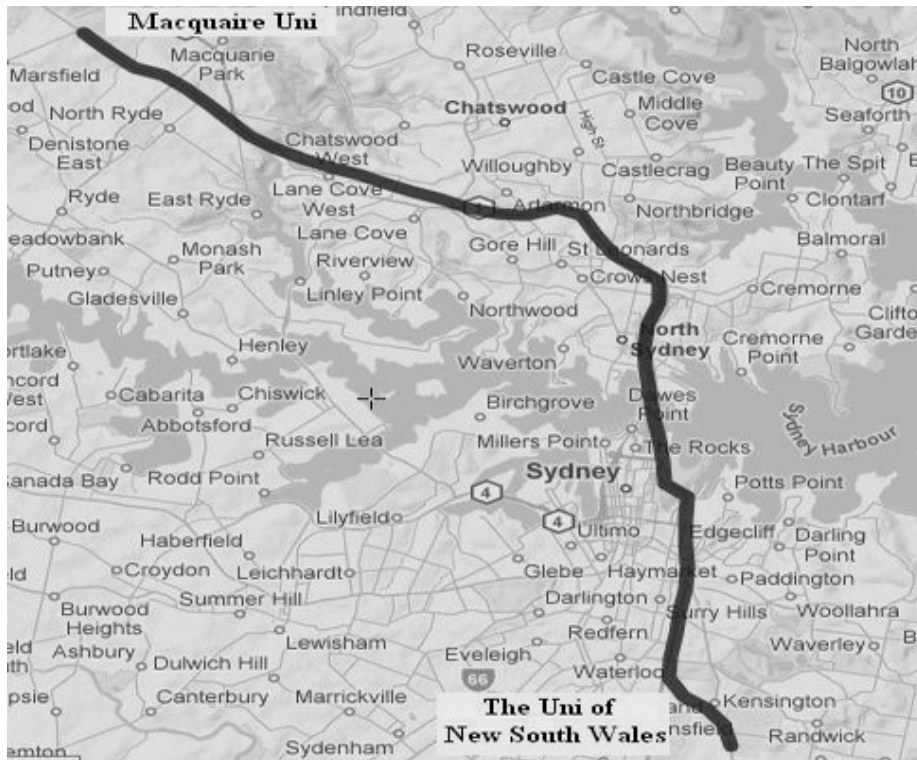 Macquaire Uni
Macquarie
Park
Roseville
North
Balgowlah
Marsfield
Castle Cove
10
North Ryde
Chatswood
High St
Middle
Cove
Seaforth
Denistone
East
Chatswood
West
Willoughby
Castlecrag
Beauty
Point
The Spit
Ryde
East Ryde
Lane Cove
West
Northbridge
Clontarf
Lane Cove
Gore Hill
St Leonards
Balmoral
Monash
Park
Putney
Riverview
Crows Nest
Cremorne
Gladesville
Linley Point
Northwood
North
Sydney
Cremorne
Point
Henley
Waverton
Cabarita
Chiswick
Birchgrove
Dawes
Point
Sydney Harbour
Abbotsford
Russell Lea
Millers Point
The Rocks
Rodd Point
Sydney
Potts Point
4
Lilyfield
4
Ultimo
Edgecliff
Darling
Point
Burwood
Haberfield
Croydon
Leichhardt
Glebe
Haymarket
Paddington
Summer Hill
Darlington
Surry Hills
Woollahra
Burwood
Heights
Ashbury
Lewisham
Redfern
Waverley
Dulwich Hill
Eveleigh
66
Canterbury
Marrickville
Kensington
The Uni of
New South Wales
Sydenham
Randwick